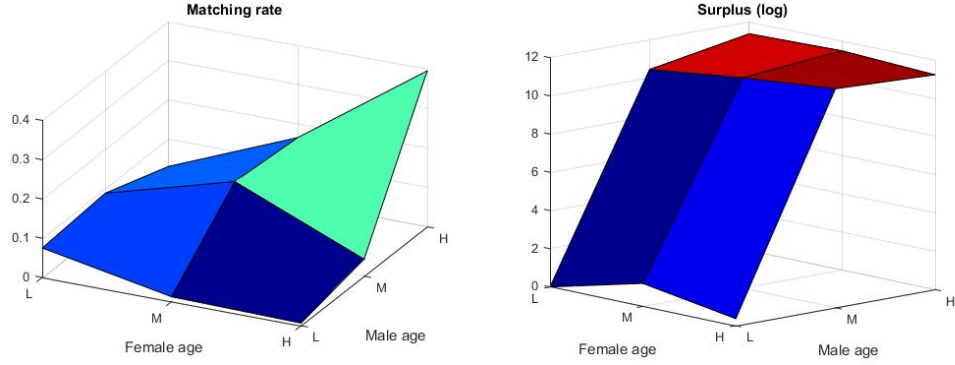 Matching rate
0.4
0.3
0.2
0.1
0
L
M
H
L
M
H
Female age
Male age
Surplus (log)
12
10
8
6
4
2
0
L
M
H
L
M
H
Female age
Male age